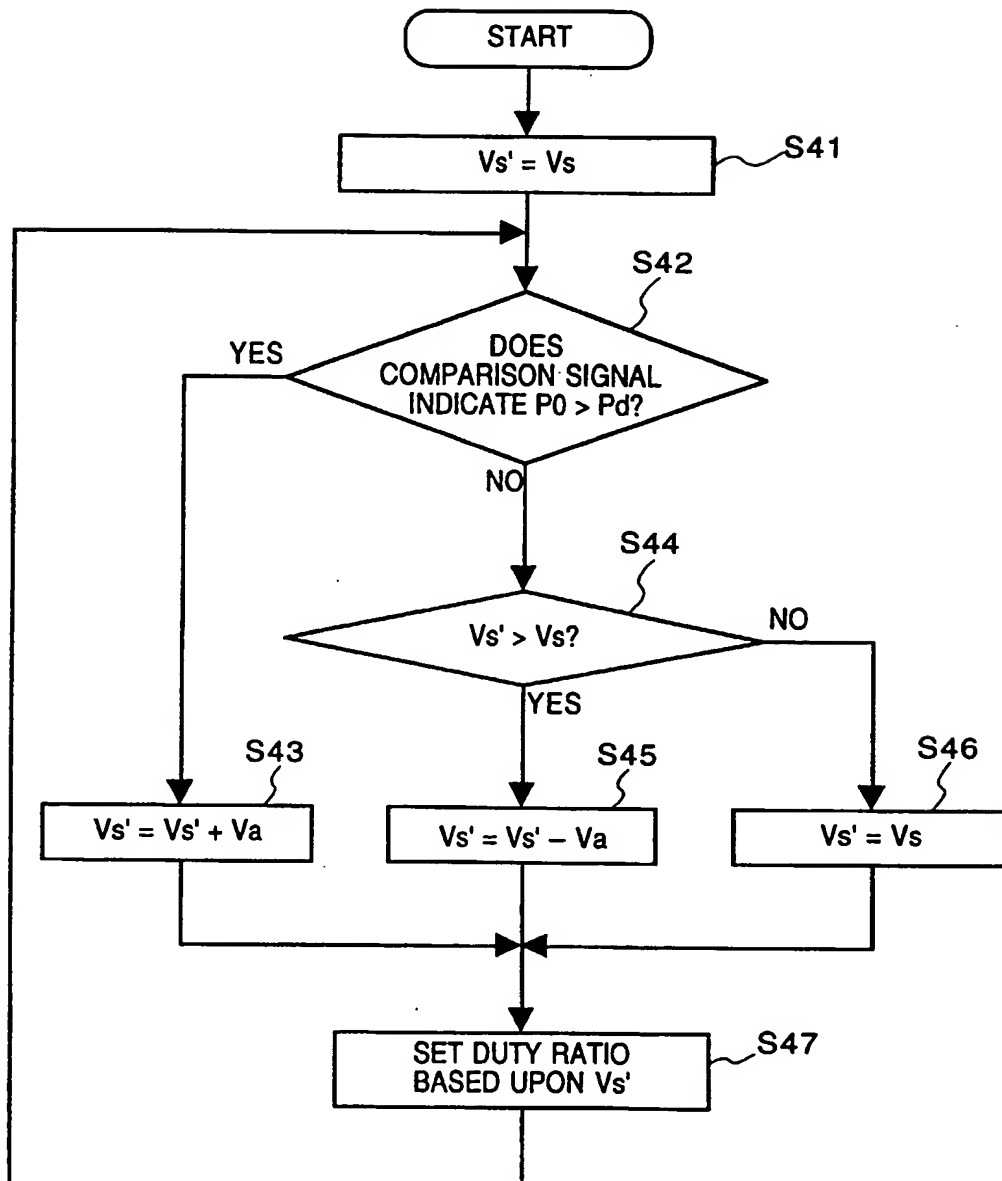 START
Vs' = Vs
S41
S42
YES
DOES
COMPARISON SIGNAL
INDICATE P0 > Pd?
NO
S44
Vs' > Vs?
NO
YES
S43
S45
S46
Vs' = Vs' + Va
Vs' = Vs' – Va
Vs' = Vs
SET DUTY RATIO
BASED UPON Vs'
S47